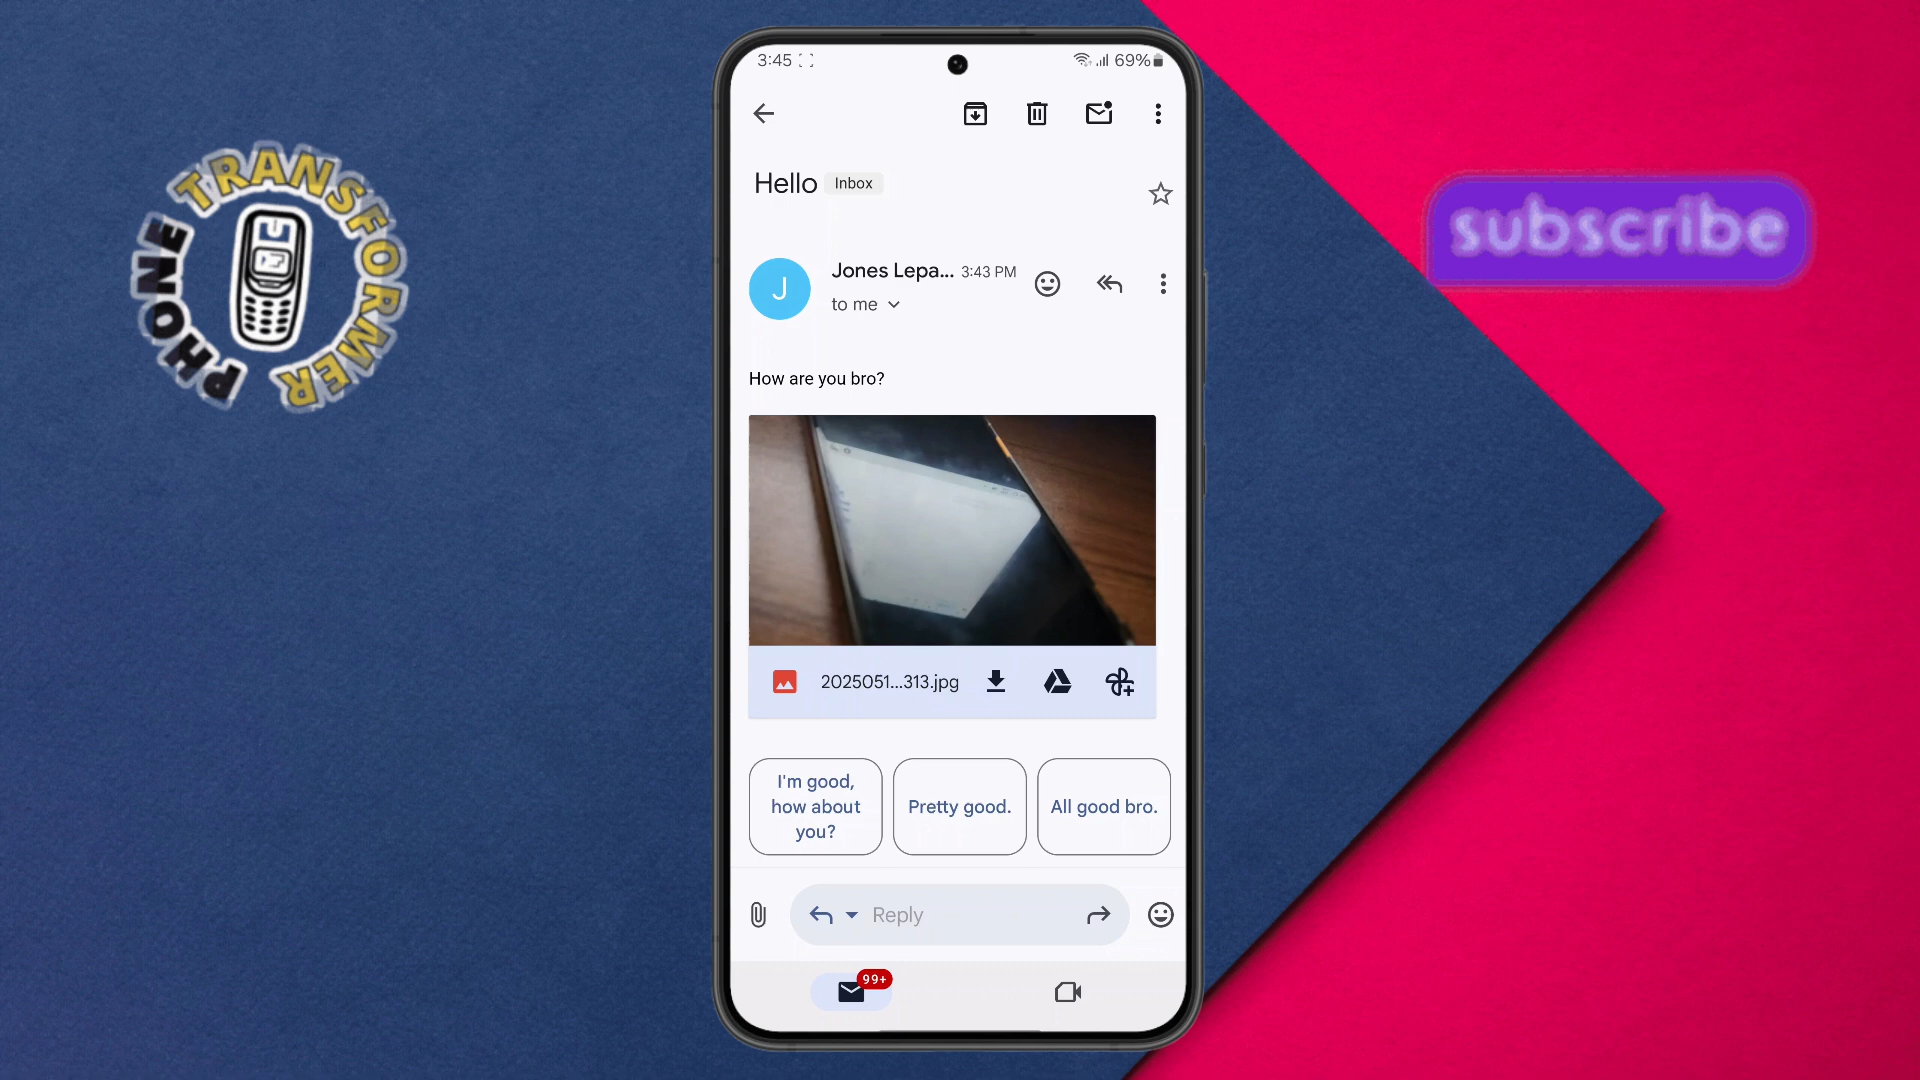 PHONE TRANSFORMER
subscribe
3:45
69%
Hello
Inbox
Jones Lepa...
3:43 PM
to me
How are you bro?
2025051...313.jpg
I'm good,
how about
you?
Pretty good.
All good bro.
Reply
99+